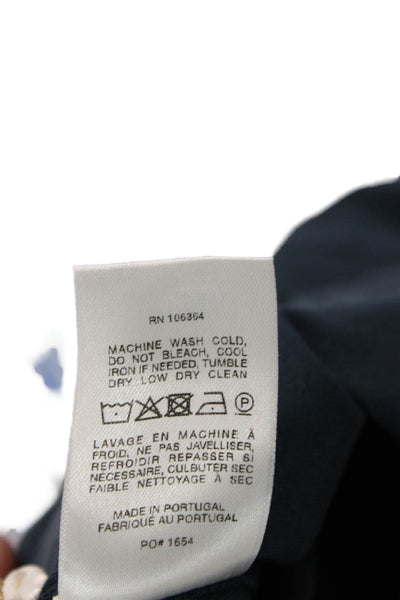 RN 106364
MACHINE WASH COLD,
DO NOT BLEACH, COOL
IRON IF NEEDED, TUMBLE
DRY LOW DRY CLEAN
P
LAVAGE EN MACHINE À
FROID, NE PAS JAVELLISER,
REFROIDIR REPASSER SI
NÉCESSAIRE, CULBUTER SEC
FAIBLE NETTOYAGE À SEC
MADE IN PORTUGAL
FABRIQUÉ AU PORTUGAL
PO# 1654